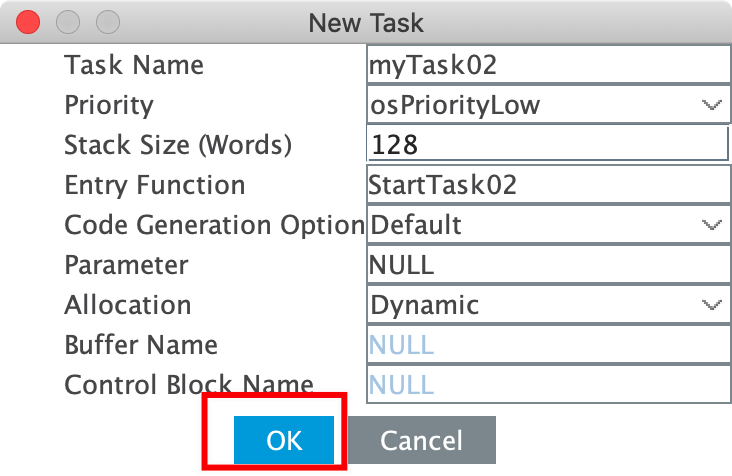 New Task
Task Name myTask02
Priority osPriorityLow
Stack Size (Words) 128
Entry Function StartTask02
Code Generation Option Default
Parameter NULL
Allocation Dynamic
Buffer Name NULL
Control Block Name NULL
OK Cancel